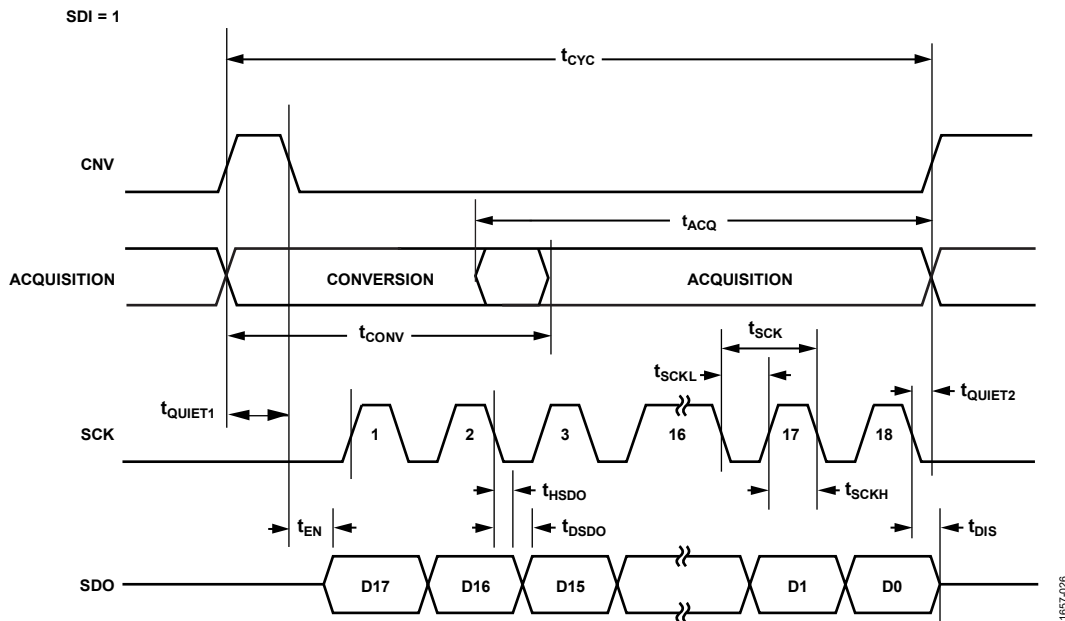 SDI = 1
tCYC
CNV
tACQ
ACQUISITION
CONVERSION
ACQUISITION
tCONV
tSCK
tSCKL
tQUIET1
tQUIET2
SCK
1
2
3
16
17
18
tHSDO
tSCKH
tEN
tDSDO
tDIS
SDO
D17
D16
D15
D1
D0
1657-026